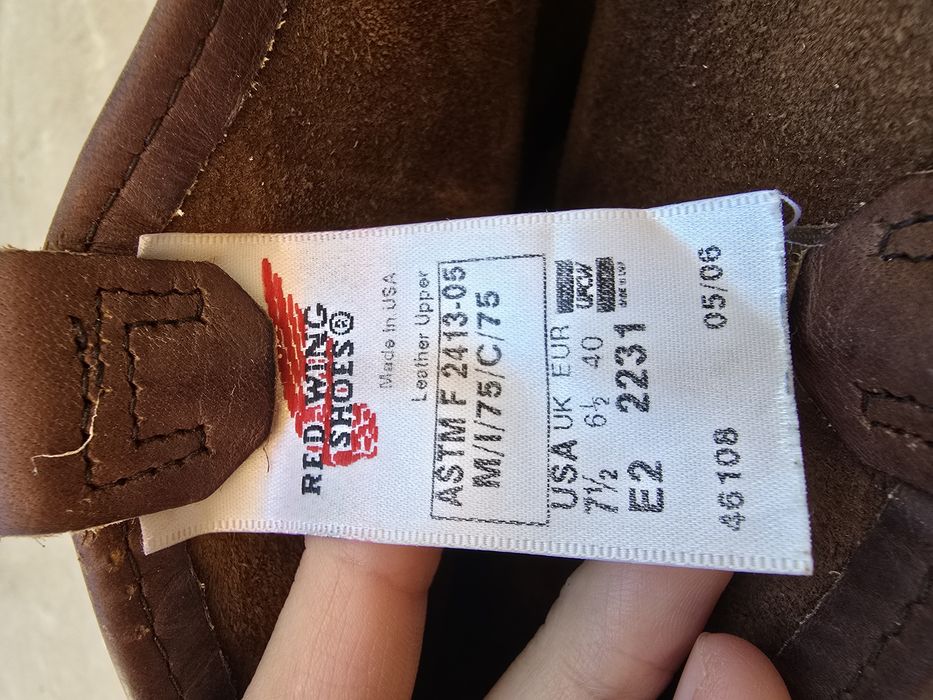 RED WING
SHOES®
Made in USA
Leather Upper
ASTM F 2413-05
M/I/75/C/75
USA UK EUR
7½ 6½ 40
E2 2231
UFCW
46108 05/06